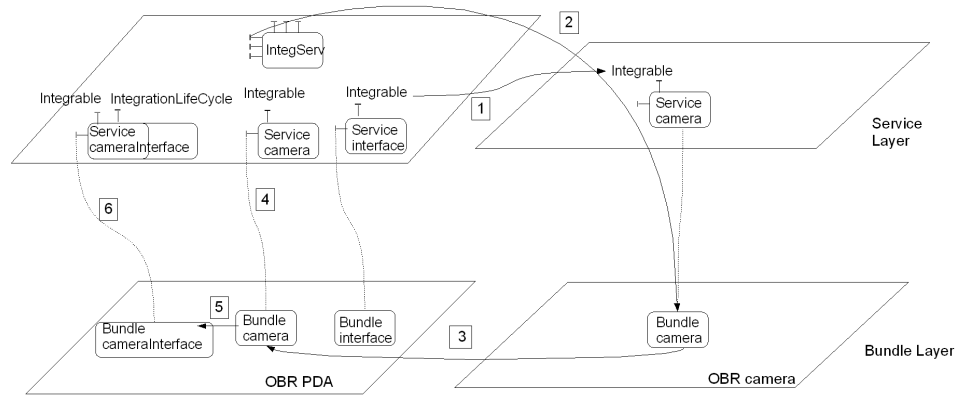 2
IntegServ
Integrable
Integrable
IntegrationLifeCycle
Integrable
Integrable
1
Service
camera
Service
cameraInterface
Service
camera
Service
interface
Service
Layer
6
4
5
Bundle
cameraInterface
Bundle
camera
Bundle
interface
3
Bundle
camera
Bundle Layer
OBR PDA
OBR camera